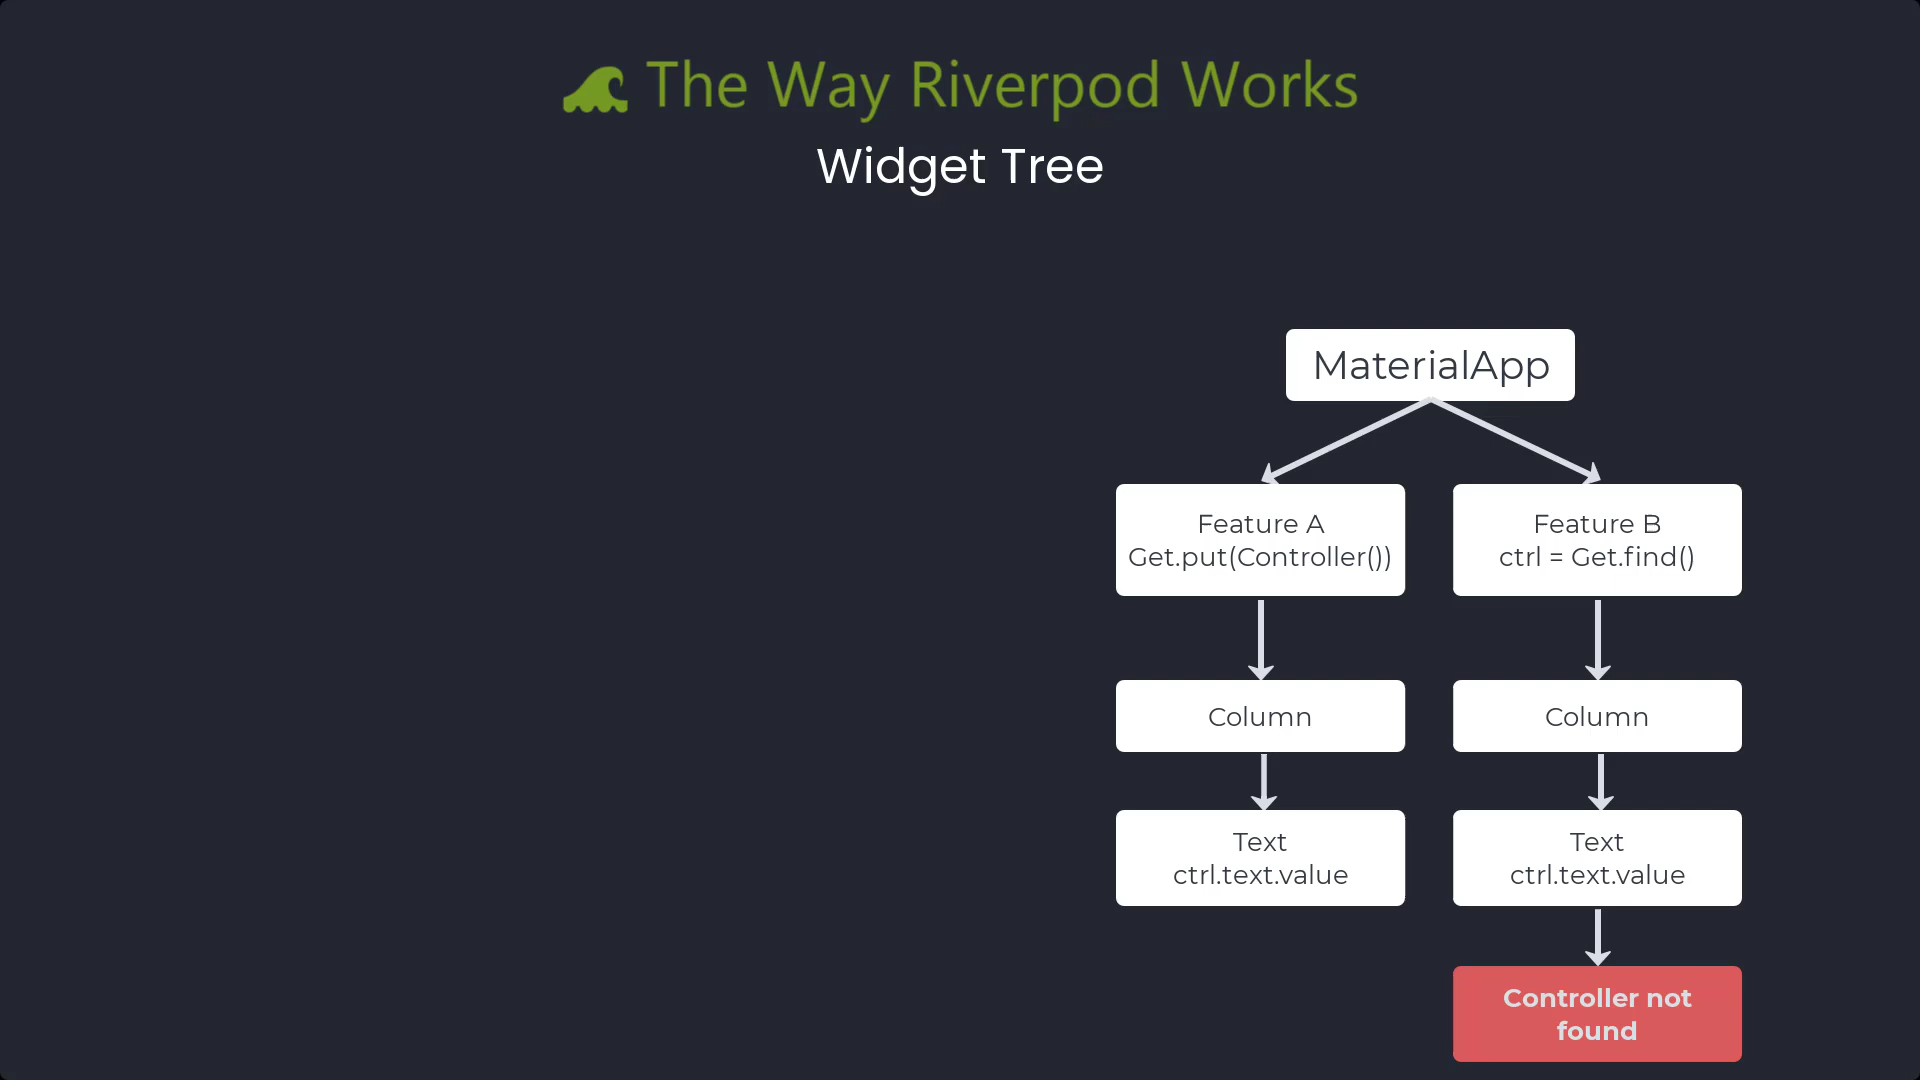 The Way Riverpod Works
Widget Tree
MaterialApp
Feature A
Get.put(Controller())
Feature B
ctrl = Get.find()
Column
Column
Text
ctrl.text.value
Text
ctrl.text.value
Controller not
found